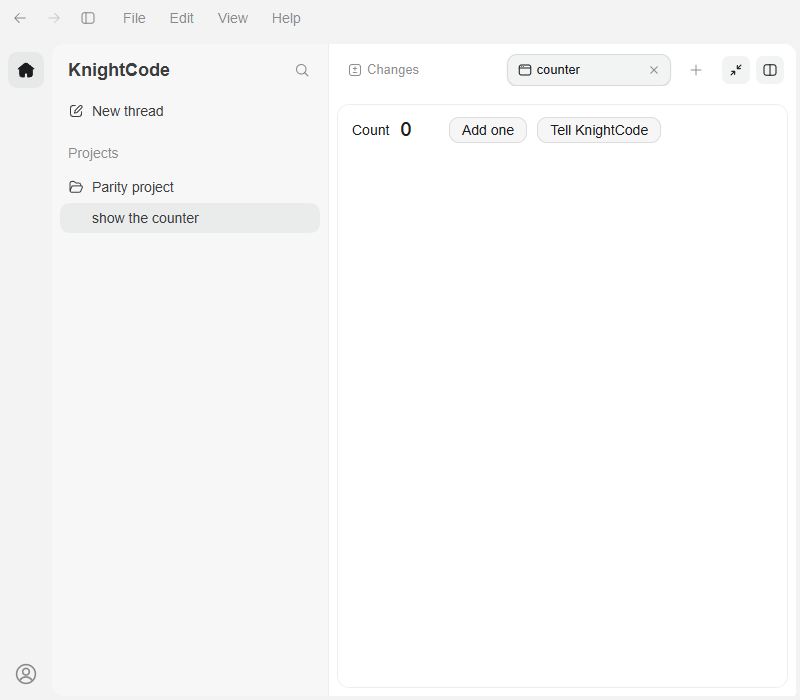 File Edit View Help
KnightCode
New thread
Projects
Parity project
show the counter
Changes
counter
Count 0 Add one Tell KnightCode